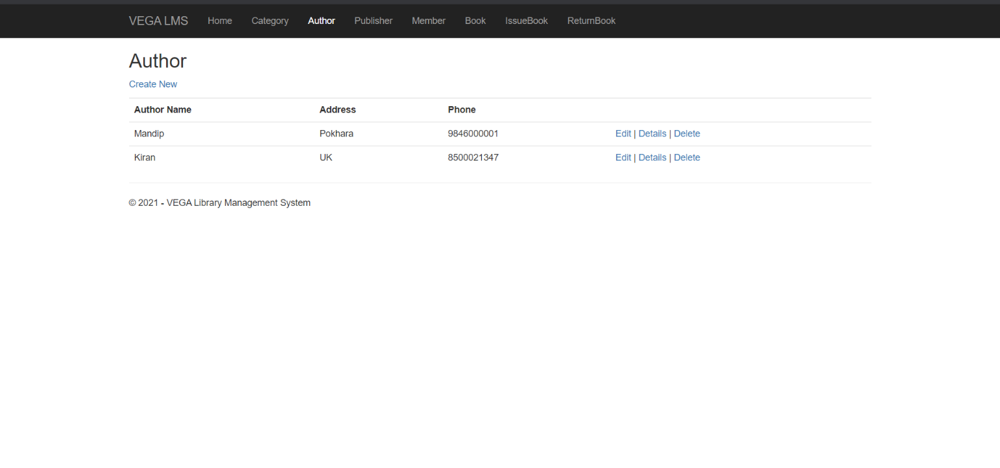 VEGA LMS Home Category Author Publisher Member Book IssueBook ReturnBook
Author
Create New
Author Name Address Phone
Mandip Pokhara 9846000001 Edit | Details | Delete
Kiran UK 8500021347 Edit | Details | Delete
© 2021 - VEGA Library Management System